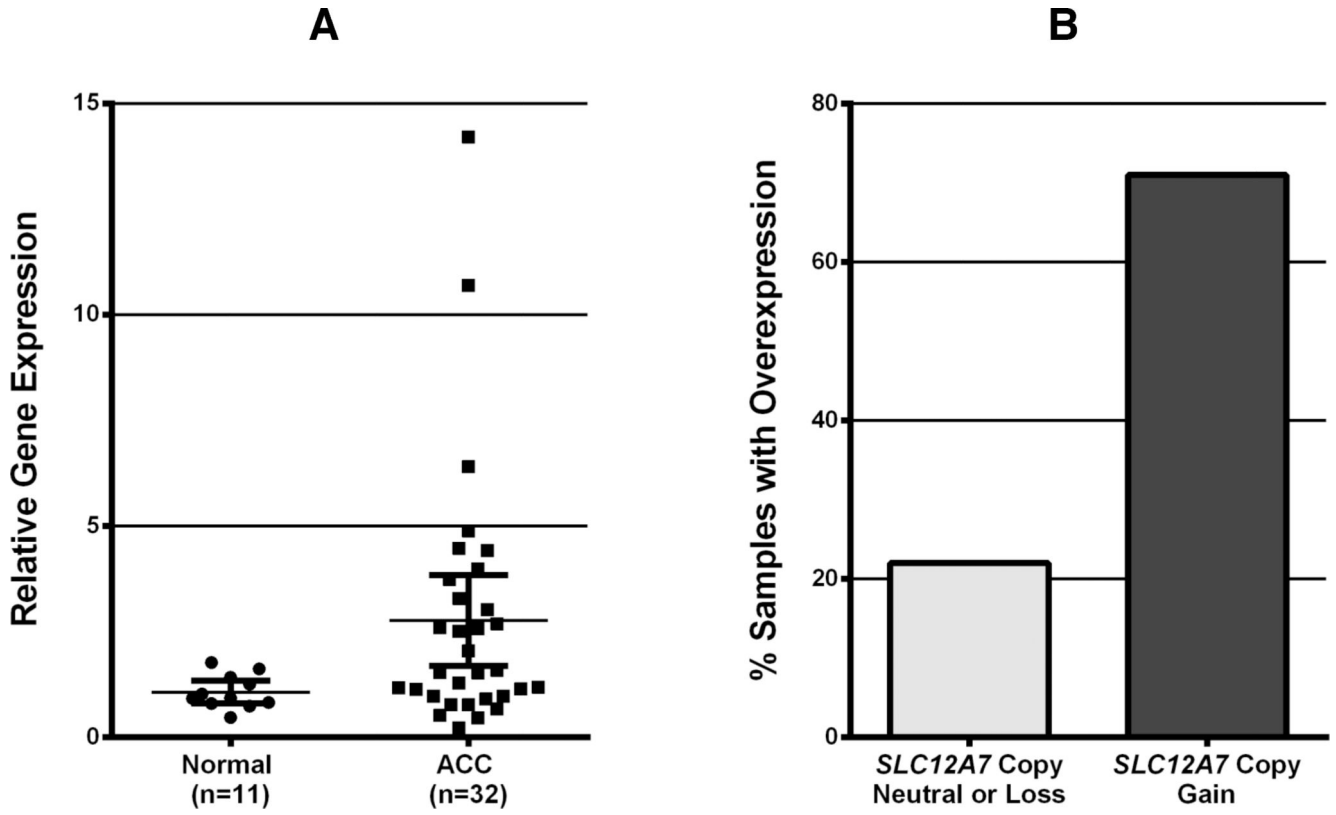 A
Relative Gene Expression
15
10
5
0
Normal
(n=11)
ACC
(n=32)
B
% Samples with Overexpression
80
60
40
20
0
SLC12A7 Copy
Neutral or Loss
SLC12A7 Copy
Gain